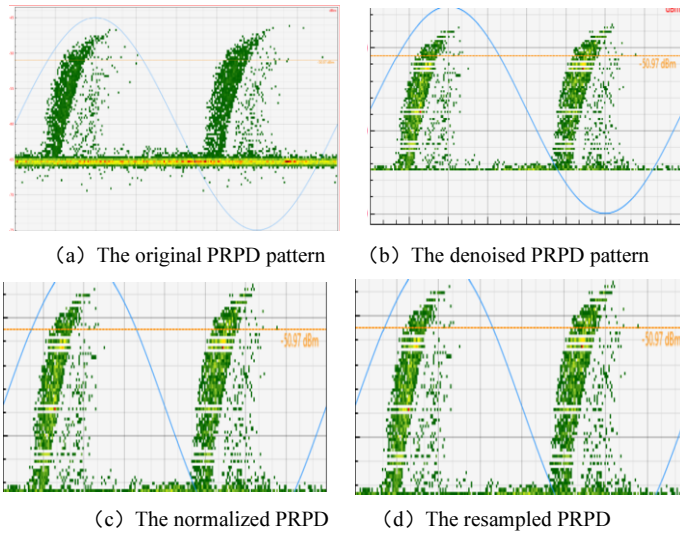 (a) The original PRPD pattern
-50.97 dBm
(b) The denoised PRPD pattern
-50.97 dBm
(c) The normalized PRPD
-50.97 dBm
(d) The resampled PRPD